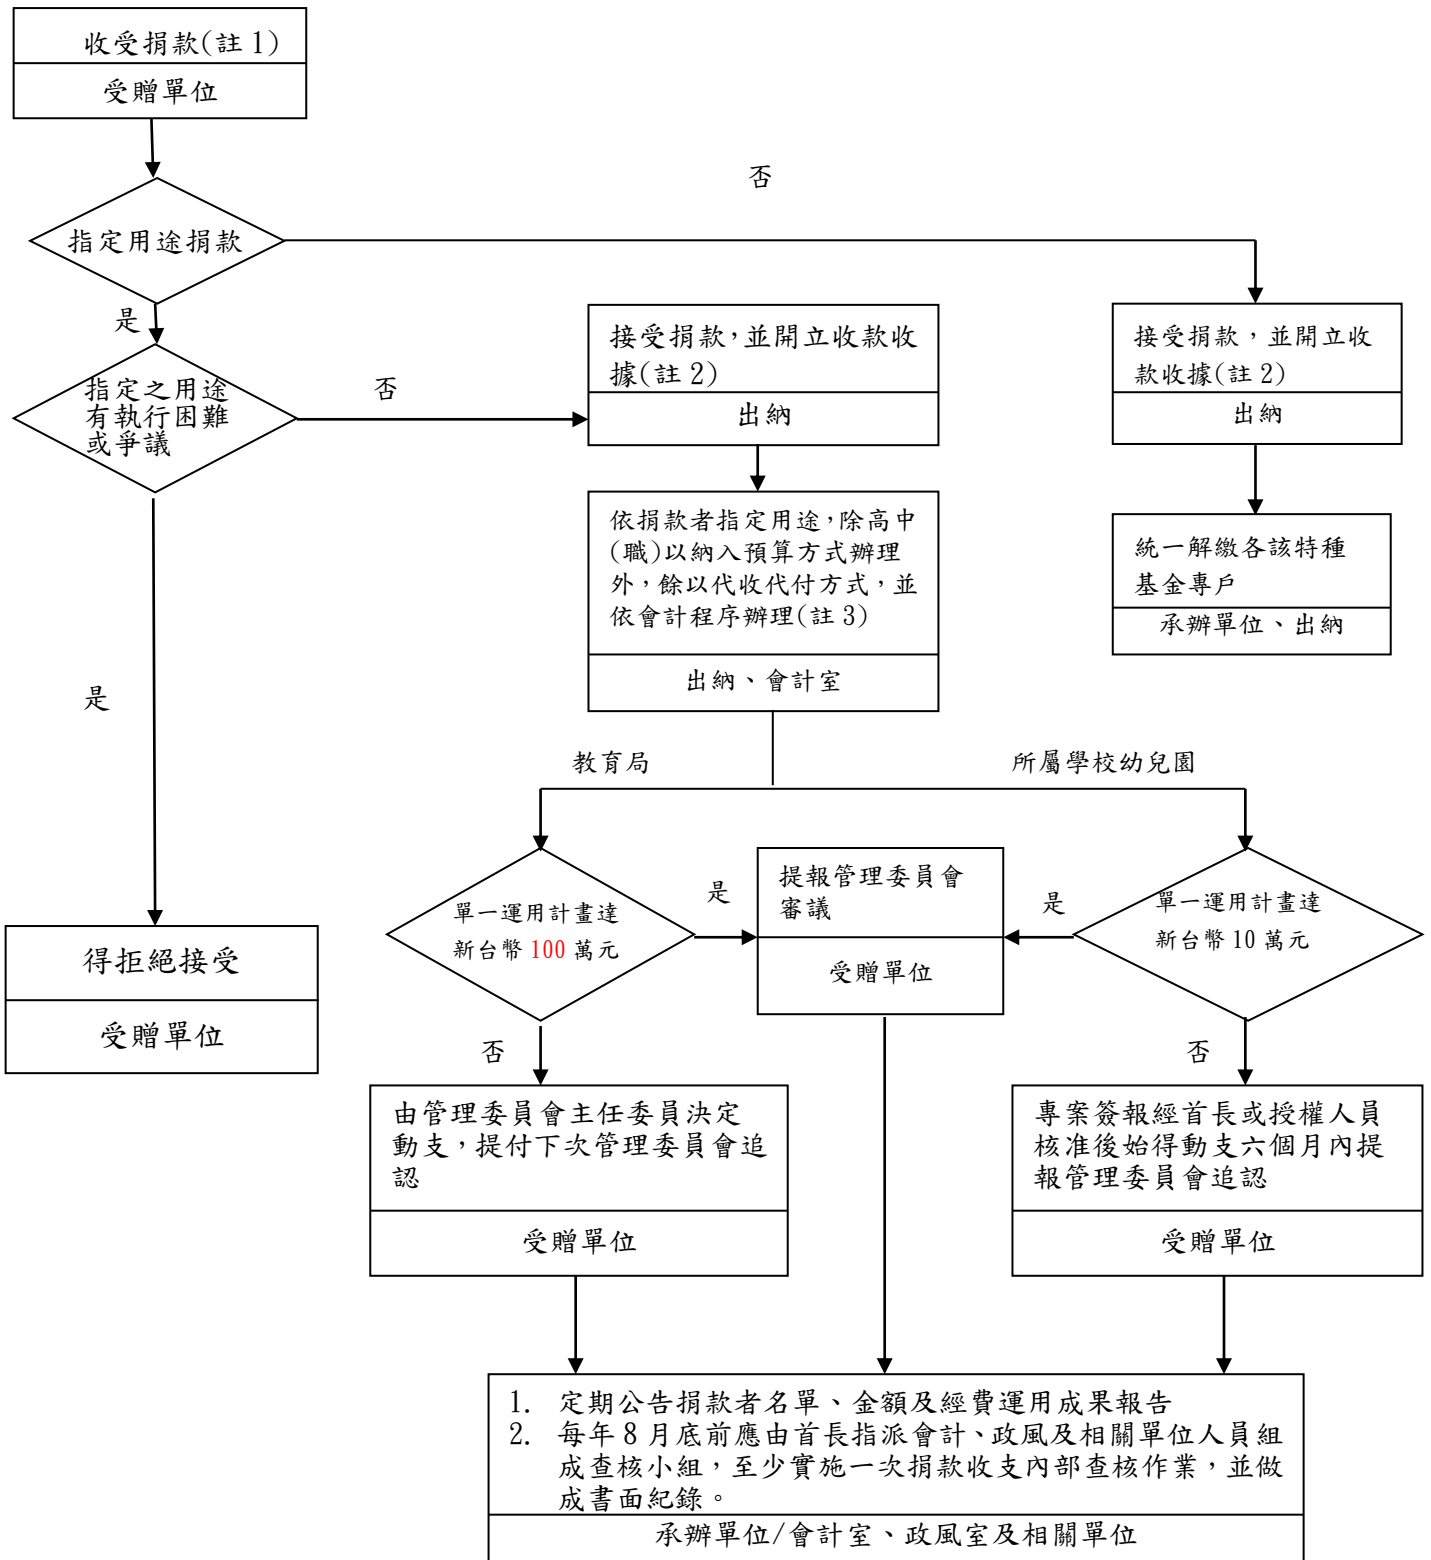 收受捐款(註 1)
受贈單位
否
指定用途捐款
是
指定之用途
有執行困難
或爭議
否
接受捐款,並開立收款收
據(註 2)
出納
接受捐款，並開立收
款收據(註 2)
出納
依捐款者指定用途,除高中
(職)以納入預算方式辦理
外，餘以代收代付方式，並
依會計程序辦理(註 3)
出納、會計室
統一解繳各該特種
基金專戶
承辦單位、出納
是
教育局
所屬學校幼兒園
單一運用計畫達
新台幣 100 萬元
是
提報管理委員會
審議
受贈單位
是
單一運用計畫達
新台幣 10 萬元
得拒絕接受
受贈單位
否
否
由管理委員會主任委員決定
動支，提付下次管理委員會追
認
受贈單位
專案簽報經首長或授權人員
核准後始得動支六個月內提
報管理委員會追認
受贈單位
1. 定期公告捐款者名單、金額及經費運用成果報告
2. 每年 8 月底前應由首長指派會計、政風及相關單位人員組
成查核小組，至少實施一次捐款收支內部查核作業，並做
成書面紀錄。
承辦單位/會計室、政風室及相關單位